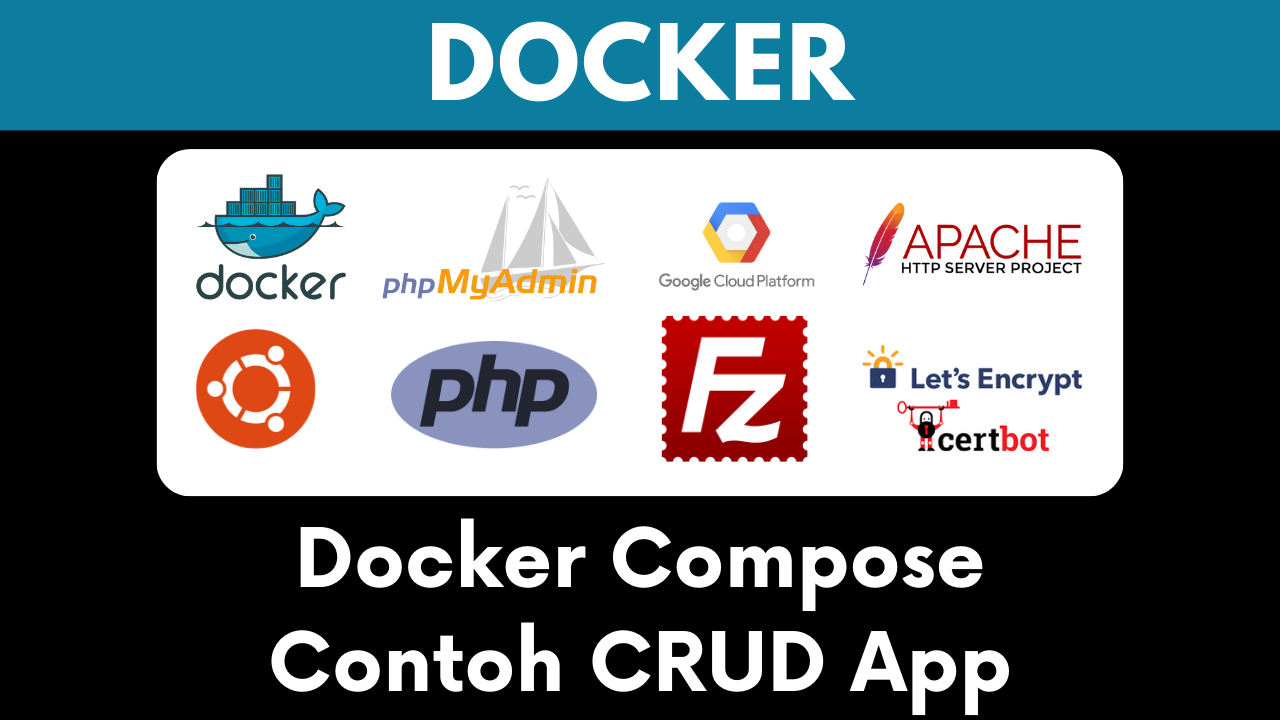 DOCKER
docker
phpMyAdmin
Google Cloud Platform
APACHE
HTTP SERVER PROJECT
php
FZ
Let's Encrypt
certbot
Docker Compose
Contoh CRUD App